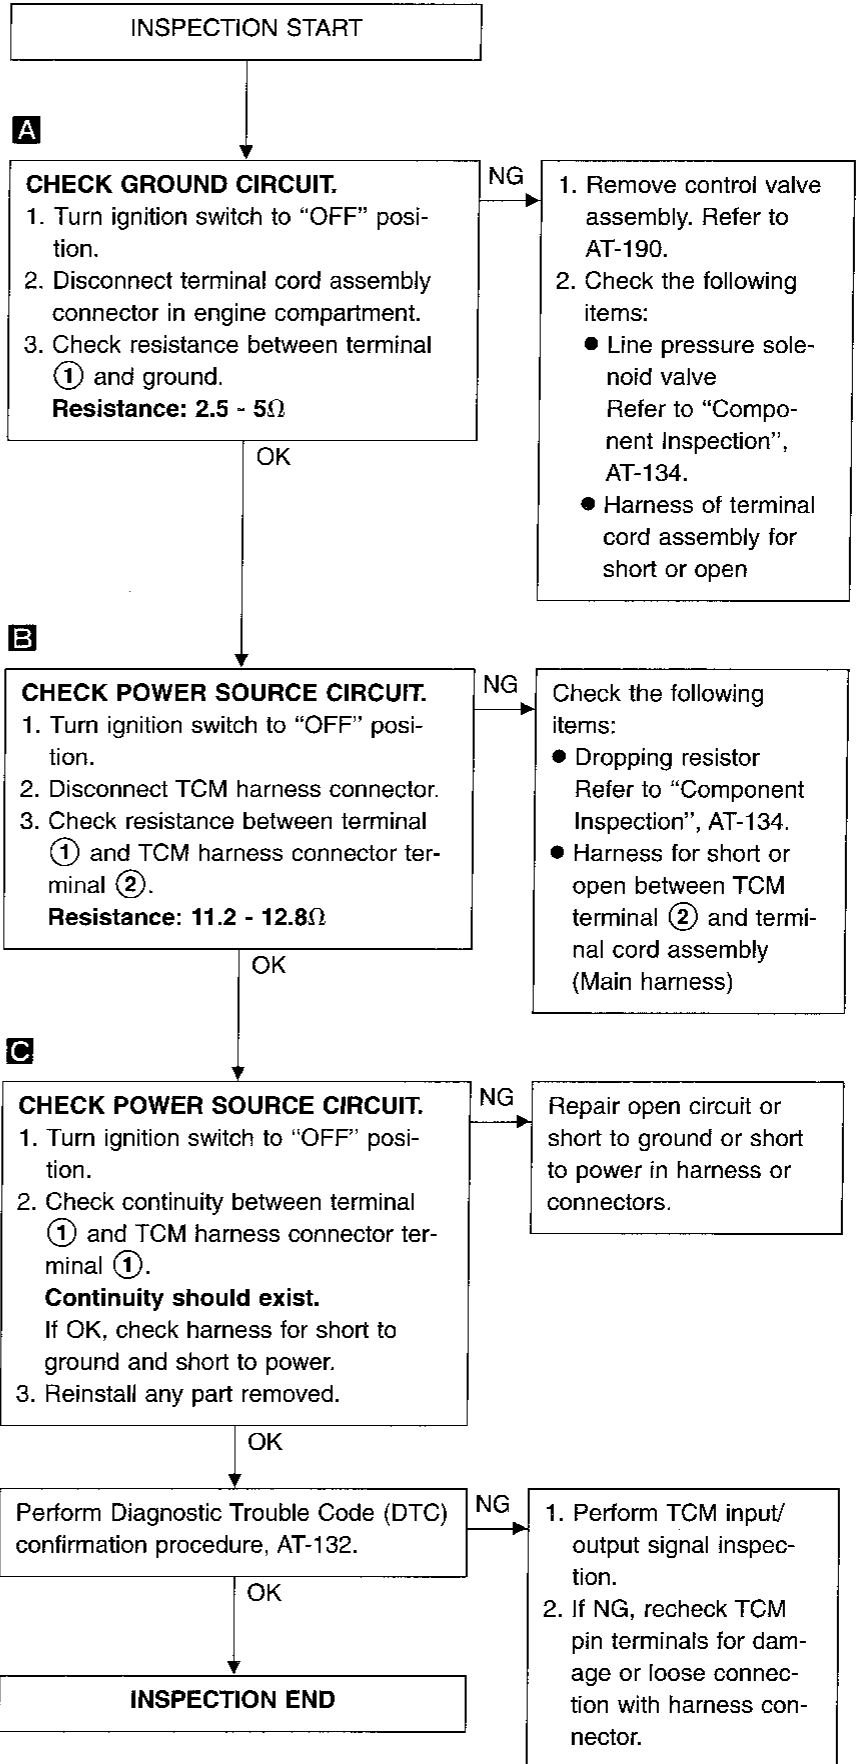 INSPECTION START
A
CHECK GROUND CIRCUIT.
1. Turn ignition switch to “OFF” posi-
tion.
2. Disconnect terminal cord assembly
connector in engine compartment.
3. Check resistance between terminal
① and ground.
Resistance: 2.5 - 5Ω
NG
1. Remove control valve
assembly. Refer to
AT-190.
2. Check the following
items:
● Line pressure sole-
noid valve
Refer to “Compo-
nent Inspection”,
AT-134.
● Harness of terminal
cord assembly for
short or open
OK
B
CHECK POWER SOURCE CIRCUIT.
1. Turn ignition switch to “OFF” posi-
tion.
2. Disconnect TCM harness connector.
3. Check resistance between terminal
① and TCM harness connector ter-
minal ②.
Resistance: 11.2 - 12.8Ω
NG
Check the following
items:
● Dropping resistor
Refer to “Component
Inspection”, AT-134.
● Harness for short or
open between TCM
terminal ② and termi-
nal cord assembly
(Main harness)
OK
C
CHECK POWER SOURCE CIRCUIT.
1. Turn ignition switch to “OFF” posi-
tion.
2. Check continuity between terminal
① and TCM harness connector ter-
minal ①.
Continuity should exist.
If OK, check harness for short to
ground and short to power.
3. Reinstall any part removed.
NG
Repair open circuit or
short to ground or short
to power in harness or
connectors.
OK
Perform Diagnostic Trouble Code (DTC)
confirmation procedure, AT-132.
NG
1. Perform TCM input/
output signal inspec-
tion.
2. If NG, recheck TCM
pin terminals for dam-
age or loose connec-
tion with harness con-
nector.
OK
INSPECTION END